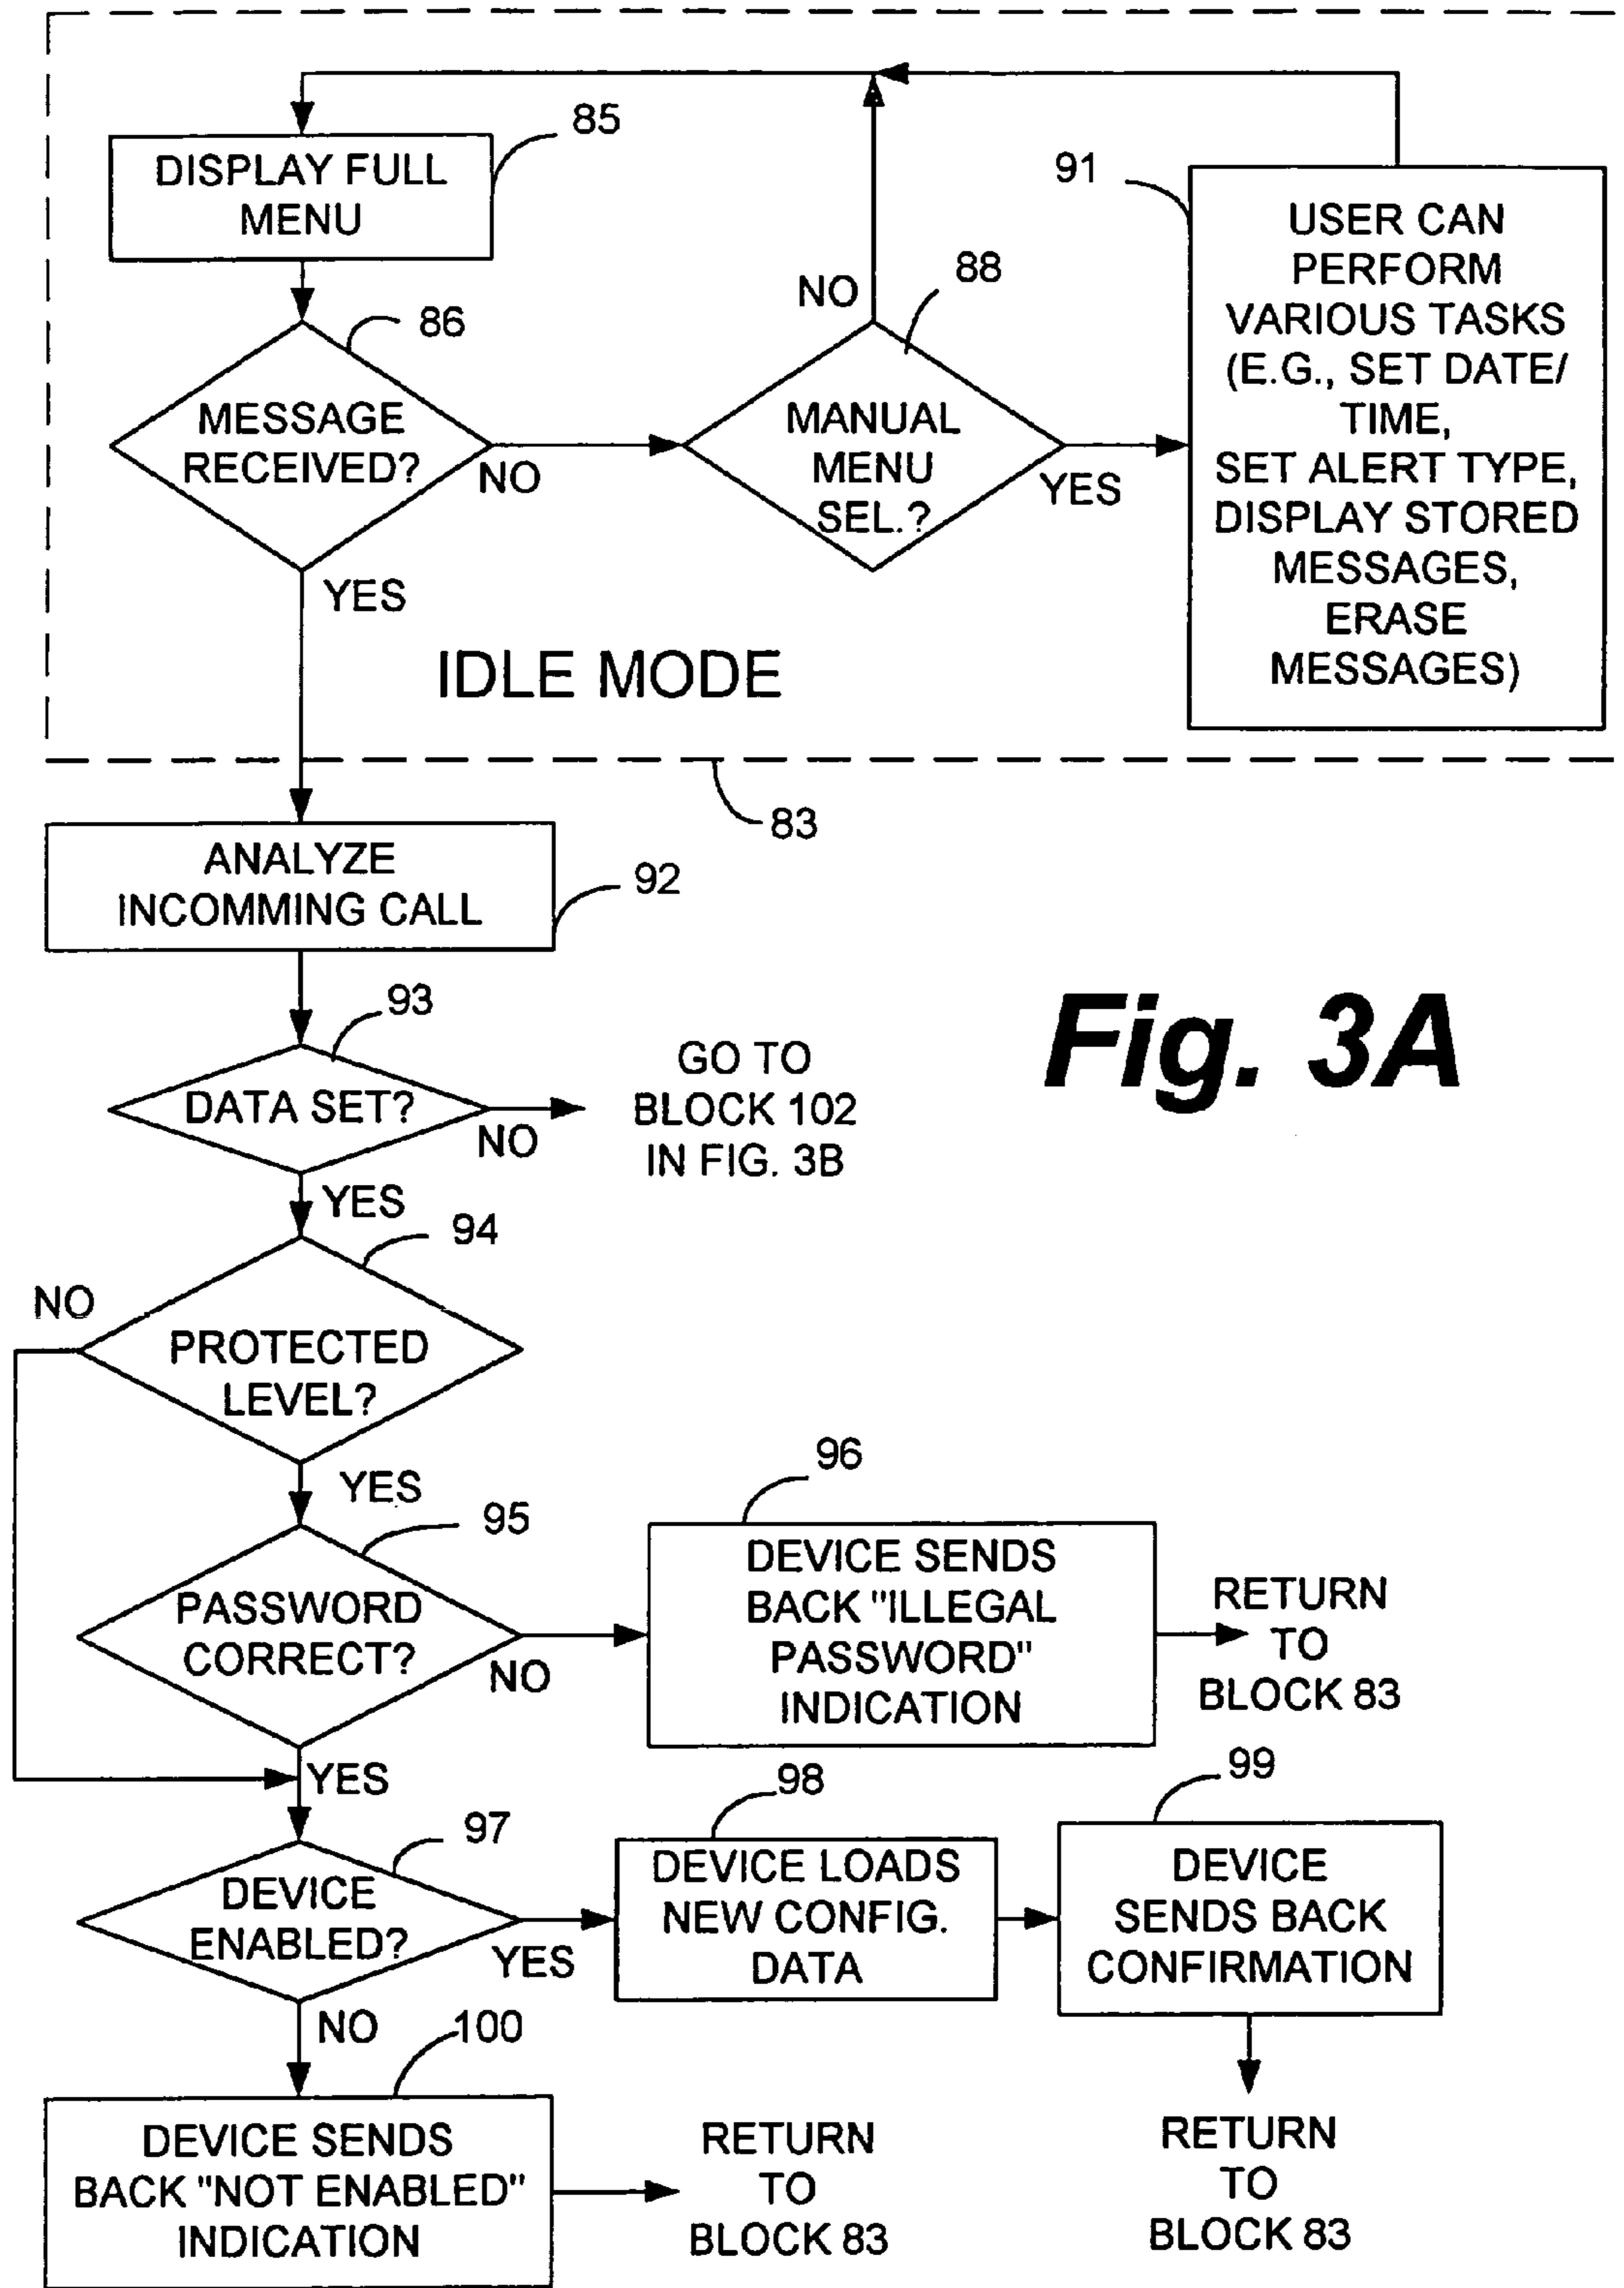 85
DISPLAY FULL
MENU
86
MESSAGE
RECEIVED?
NO
YES
88
NO
MANUAL
MENU
SEL.?
YES
91
USER CAN
PERFORM
VARIOUS TASKS
(E.G., SET DATE/
TIME,
SET ALERT TYPE,
DISPLAY STORED
MESSAGES,
ERASE
MESSAGES)
IDLE MODE
83
ANALYZE
INCOMMING CALL
92
93
DATA SET?
NO
GO TO
BLOCK 102
IN FIG. 3B
Fig. 3A
YES
94
NO
PROTECTED
LEVEL?
YES
95
PASSWORD
CORRECT?
NO
96
DEVICE SENDS
BACK "ILLEGAL
PASSWORD"
INDICATION
RETURN
TO
BLOCK 83
YES
97
DEVICE
ENABLED?
YES
98
DEVICE LOADS
NEW CONFIG.
DATA
99
DEVICE
SENDS BACK
CONFIRMATION
NO
100
DEVICE SENDS
BACK "NOT ENABLED"
INDICATION
RETURN
TO
BLOCK 83
RETURN
TO
BLOCK 83